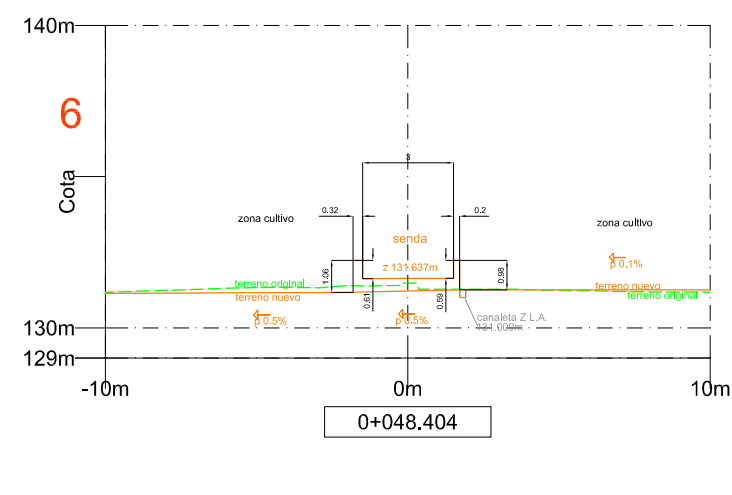 140m
6
3
Cota
0.32
0.2
zona cultivo
zona cultivo
senda
p 0.1%
z 131.637m
1.06
0.98
terreno original
terreno nuevo
terreno nuevo
terreno original
0.61
0.59
p 0.5%
p 0.5%
canaleta Z L.A.
131.009m
130m
129m
-10m
0m
10m
0+048.404